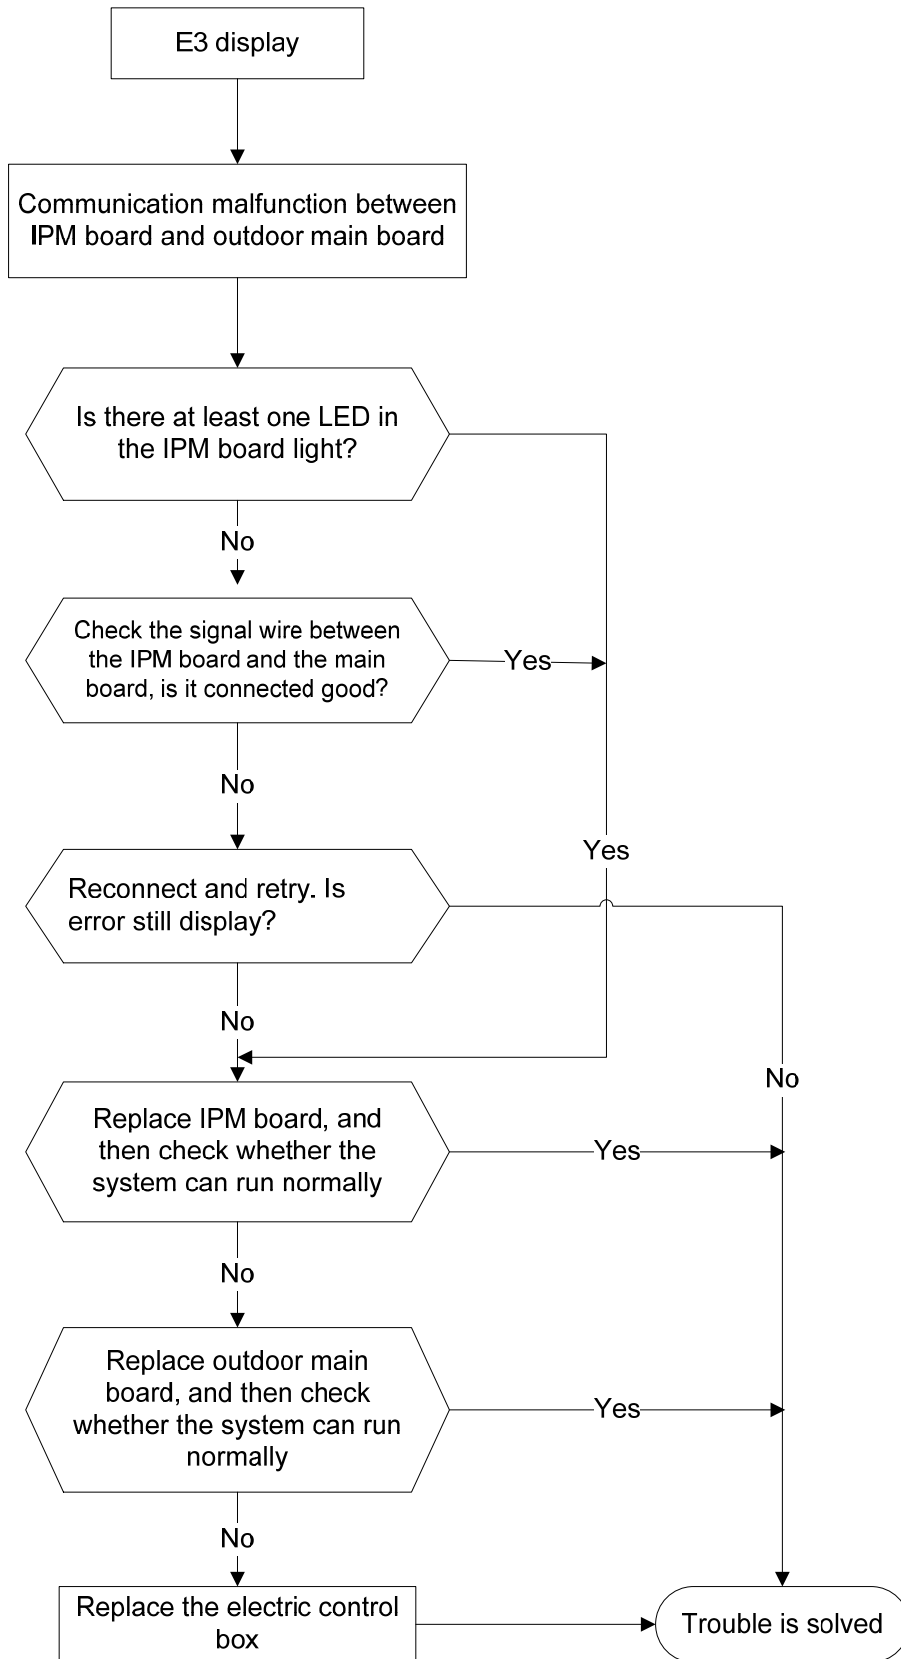 E3 display
Communication malfunction between
IPM board and outdoor main board
Is there at least one LED in
the IPM board light?
No
Check the signal wire between
the IPM board and the main
board, is it connected good?
Yes
No
Yes
Reconnect and retry. Is
error still display?
No
No
Replace IPM board, and
then check whether the
system can run normally
Yes
No
Replace outdoor main
board, and then check
whether the system can run
normally
Yes
No
Replace the electric control
box
Trouble is solved